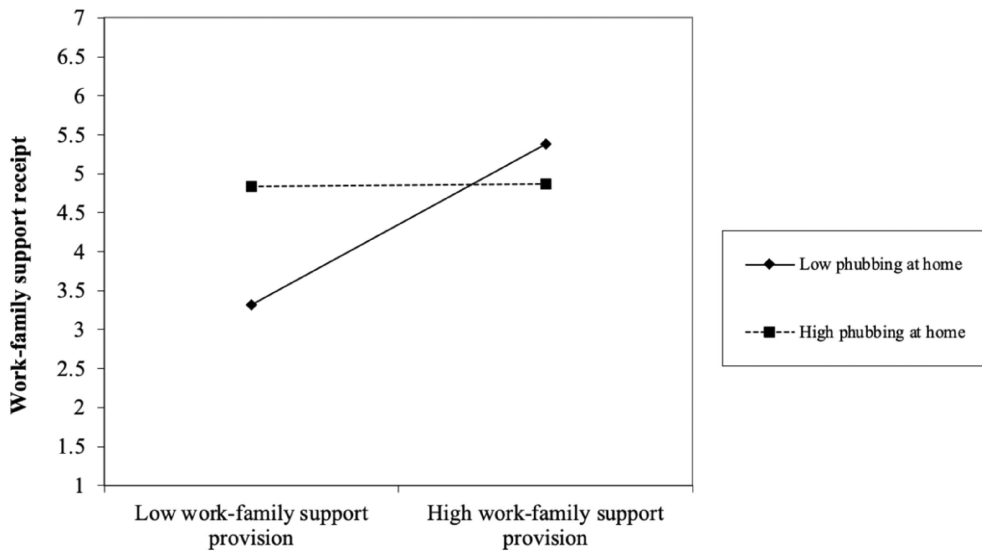 7
6.5
6
5.5
5
4.5
4
3.5
3
2.5
2
1.5
1
Work-family support receipt
Low work-family support
provision
High work-family support
provision
Low phubbing at home
High phubbing at home